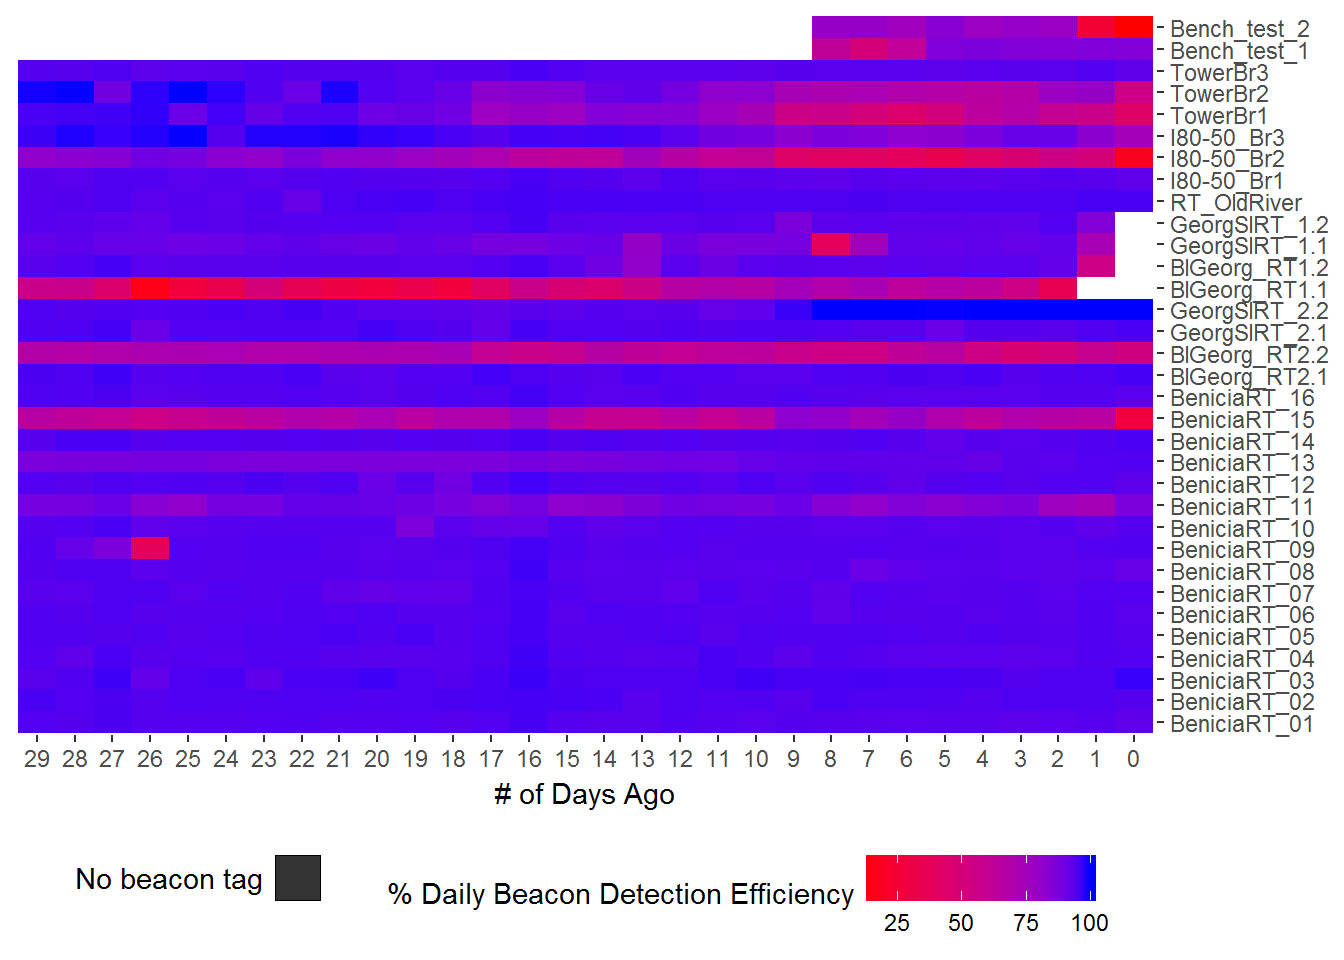 Bench_test_2
Bench_test_1
TowerBr3
TowerBr2
TowerBr1
I80-50_Br3
I80-50_Br2
I80-50_Br1
RT_OldRiver
GeorgSlRT_1.2
GeorgSlRT_1.1
BlGeorg_RT1.2
BlGeorg_RT1.1
GeorgSlRT_2.2
GeorgSlRT_2.1
BlGeorg_RT2.2
BlGeorg_RT2.1
BeniciaRT_16
BeniciaRT_15
BeniciaRT_14
BeniciaRT_13
BeniciaRT_12
BeniciaRT_11
BeniciaRT_10
BeniciaRT_09
BeniciaRT_08
BeniciaRT_07
BeniciaRT_06
BeniciaRT_05
BeniciaRT_04
BeniciaRT_03
BeniciaRT_02
BeniciaRT_01
29 28 27 26 25 24 23 22 21 20 19 18 17 16 15 14 13 12 11 10 9 8 7 6 5 4 3 2 1 0
# of Days Ago
No beacon tag
% Daily Beacon Detection Efficiency
25 50 75 100